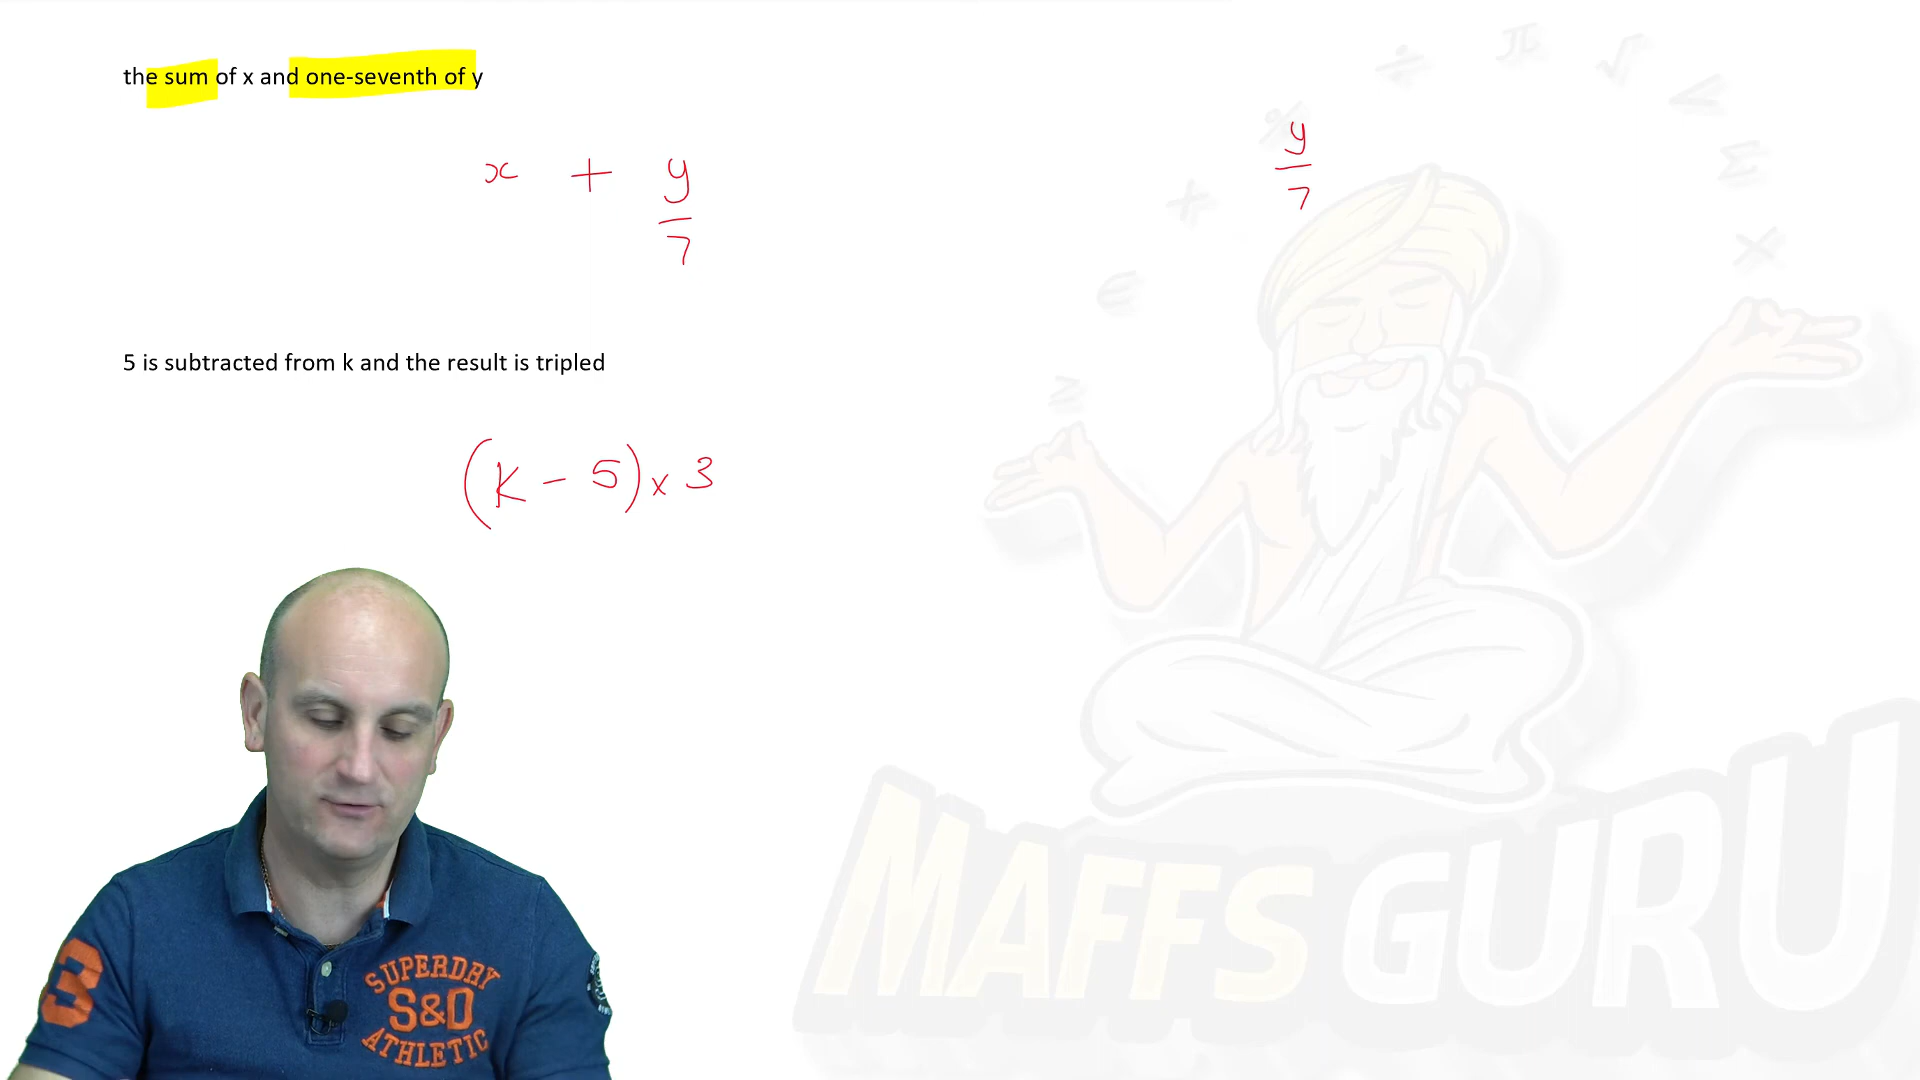 the sum of x and one-seventh of y
x + y/7
y/7
5 is subtracted from k and the result is tripled
(K - 5) x 3
3
SUPERDRY
S&D
ATHLETIC
MAFFS GURU